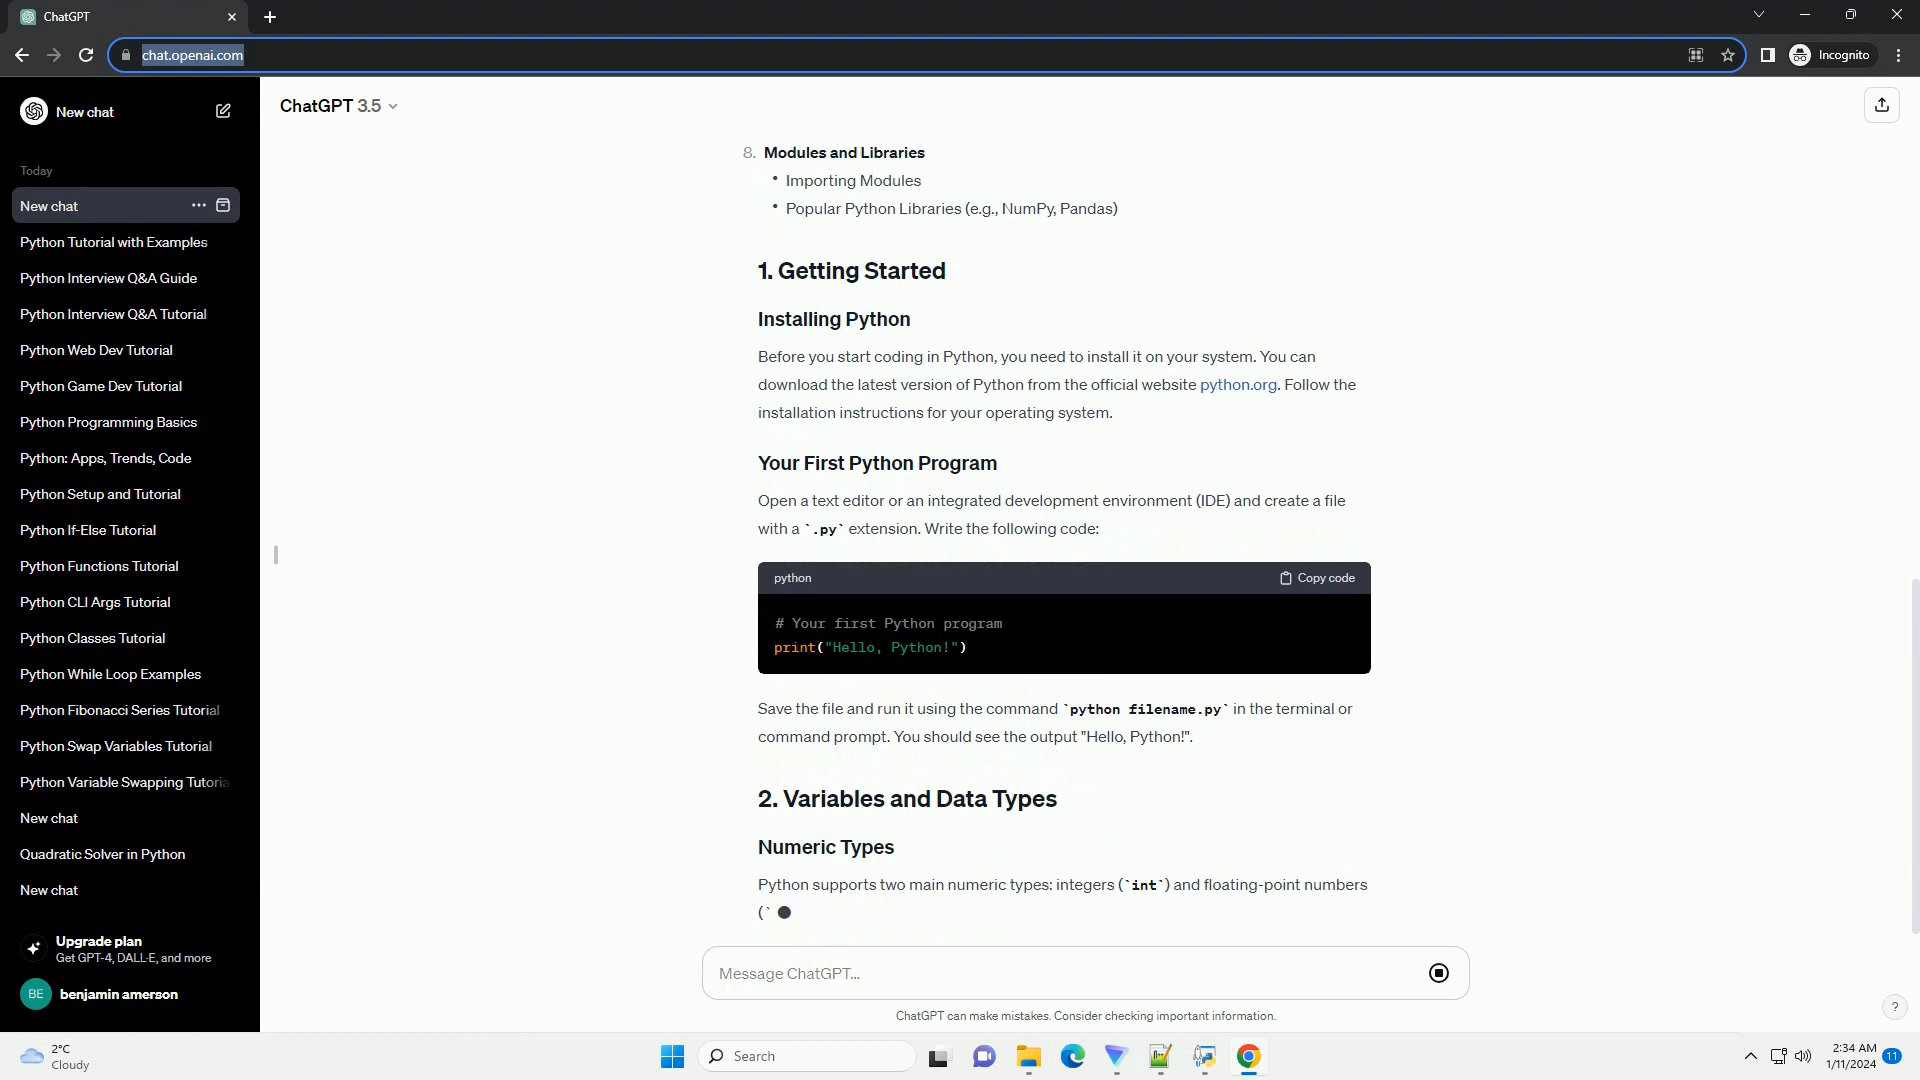 ChatGPT
chat.openai.com
Incognito
New chat
Today
New chat
Python Tutorial with Examples
Python Interview Q&A Guide
Python Interview Q&A Tutorial
Python Web Dev Tutorial
Python Game Dev Tutorial
Python Programming Basics
Python: Apps, Trends, Code
Python Setup and Tutorial
Python If-Else Tutorial
Python Functions Tutorial
Python CLI Args Tutorial
Python Classes Tutorial
Python While Loop Examples
Python Fibonacci Series Tutorial
Python Swap Variables Tutorial
Python Variable Swapping Tutoria
New chat
Quadratic Solver in Python
New chat
Upgrade plan
Get GPT-4, DALL·E, and more
BE benjamin amerson
ChatGPT 3.5
8. Modules and Libraries
• Importing Modules
• Popular Python Libraries (e.g., NumPy, Pandas)
1. Getting Started
Installing Python
Before you start coding in Python, you need to install it on your system. You can
download the latest version of Python from the official website python.org. Follow the
installation instructions for your operating system.
Your First Python Program
Open a text editor or an integrated development environment (IDE) and create a file
with a `.py` extension. Write the following code:
python Copy code
# Your first Python program
print("Hello, Python!")
Save the file and run it using the command `python filename.py` in the terminal or
command prompt. You should see the output "Hello, Python!".
2. Variables and Data Types
Numeric Types
Python supports two main numeric types: integers (`int`) and floating-point numbers
(`
Message ChatGPT...
ChatGPT can make mistakes. Consider checking important information.
?
2°C
Cloudy
Search
2:34 AM
1/11/2024
11